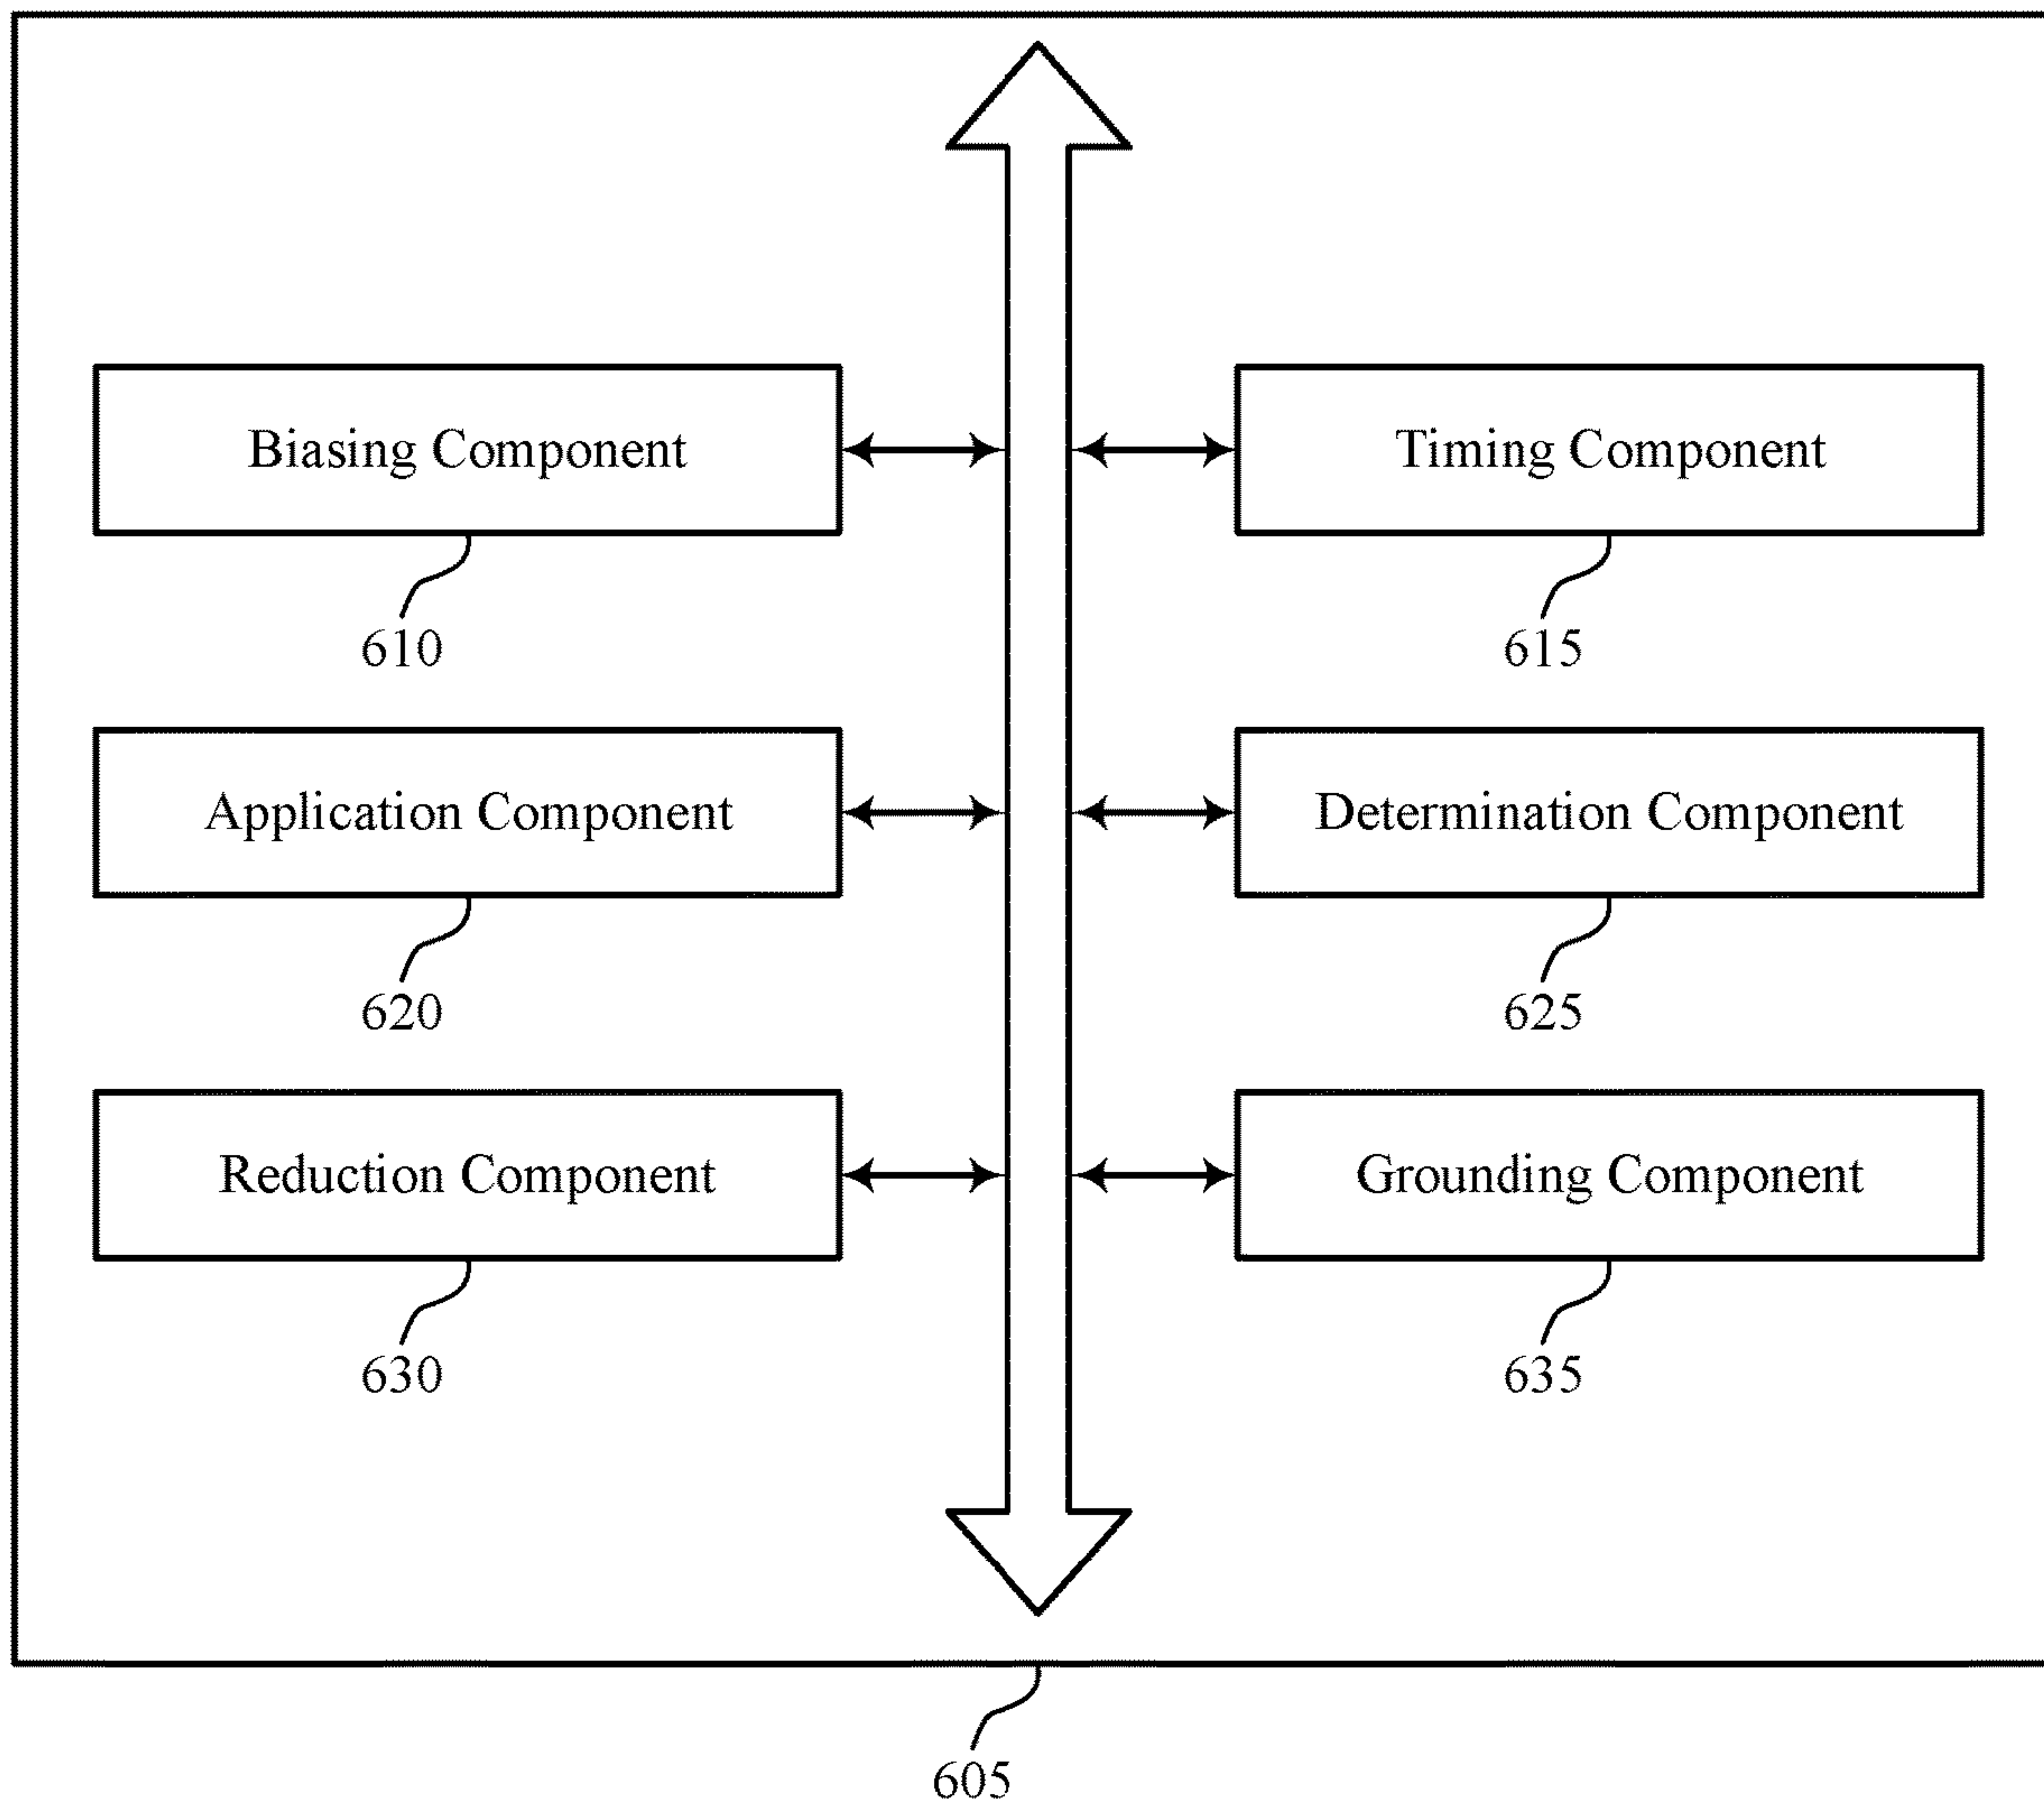 Biasing Component
Timing Component
610
615
Application Component
Determination Component
620
625
Reduction Component
Grounding Component
630
635
605